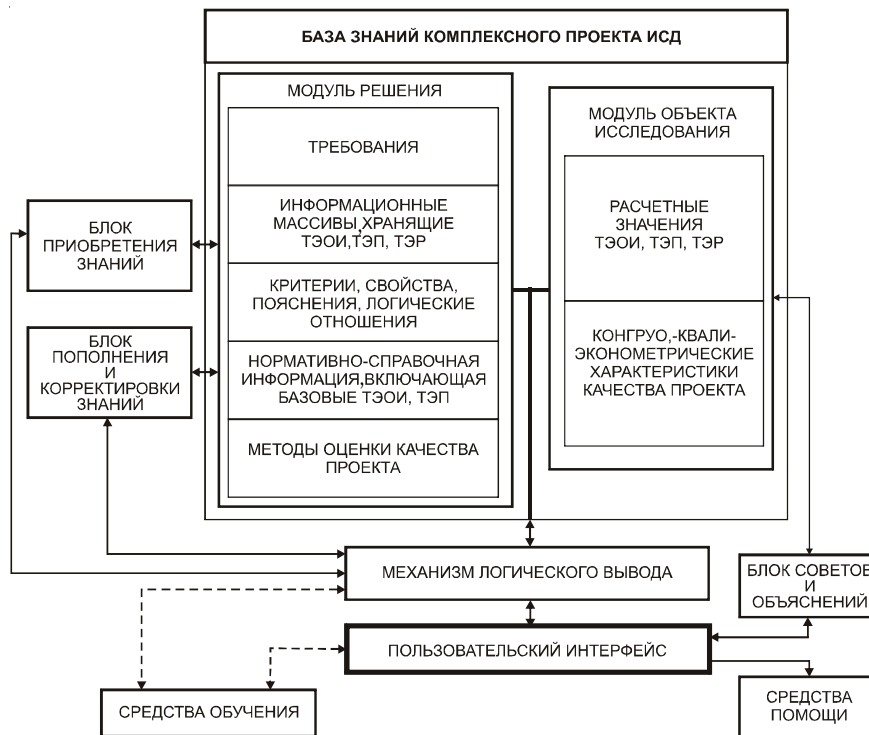 БАЗА ЗНАНИЙ КОМПЛЕКСНОГО ПРОЕКТА ИСД
МОДУЛЬ РЕШЕНИЯ
ТРЕБОВАНИЯ
ИНФОРМАЦИОННЫЕ
МАССИВЫ,ХРАНЯЩИЕ
ТЭОИ,ТЭП, ТЭР
КРИТЕРИИ, СВОЙСТВА,
ПОЯСНЕНИЯ, ЛОГИЧЕСКИЕ
ОТНОШЕНИЯ
НОРМАТИВНО-СПРАВОЧНАЯ
ИНФОРМАЦИЯ,ВКЛЮЧАЮЩАЯ
БАЗОВЫЕ ТЭОИ, ТЭП
МЕТОДЫ ОЦЕНКИ КАЧЕСТВА
ПРОЕКТА
МОДУЛЬ ОБЪЕКТА
ИССЛЕДОВАНИЯ
РАСЧЕТНЫЕ
ЗНАЧЕНИЯ
ТЭОИ, ТЭП, ТЭР
КОНГРУО,-КВАЛИ-
ЭКОНОМЕТРИЧЕСКИЕ
ХАРАКТЕРИСТИКИ
КАЧЕСТВА ПРОЕКТА
БЛОК
ПРИОБРЕТЕНИЯ
ЗНАНИЙ
БЛОК
ПОПОЛНЕНИЯ
И
КОРРЕКТИРОВКИ
ЗНАНИЙ
МЕХАНИЗМ ЛОГИЧЕСКОГО ВЫВОДА
БЛОК СОВЕТОВ
И
ОБЪЯСНЕНИЙ
ПОЛЬЗОВАТЕЛЬСКИЙ ИНТЕРФЕЙС
СРЕДСТВА ОБУЧЕНИЯ
СРЕДСТВА
ПОМОЩИ